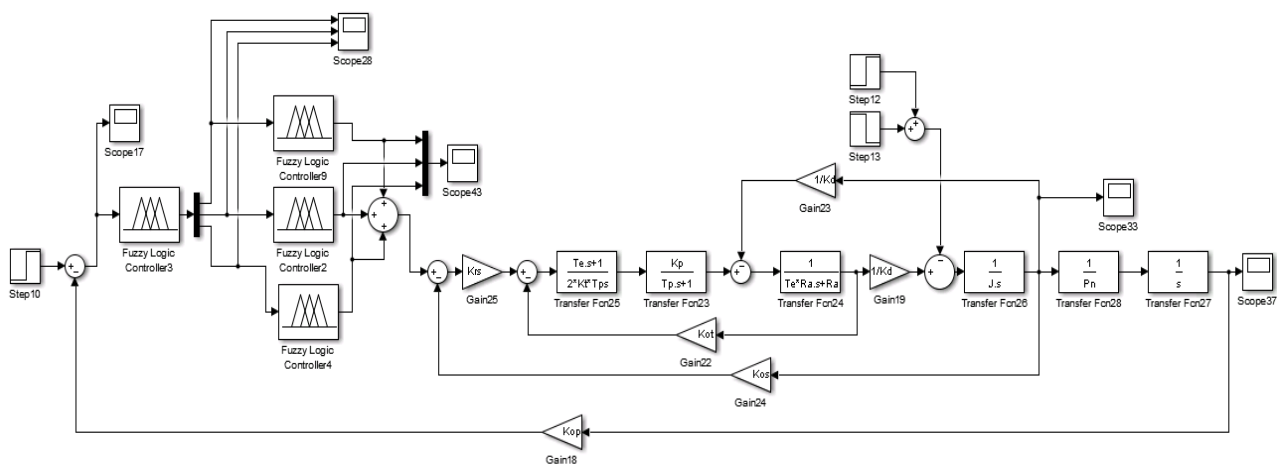 Scope28
Step12
Scope17
Fuzzy Logic
Controller9
Scope43
+
+
Step13
1/Kd
Gain23
Scope33
Fuzzy Logic
Controller3
Fuzzy Logic
Controller2
+
+
+
Step10
+
−
Fuzzy Logic
Controller4
+
−
Krs
Gain25
+
−
Te.s+1
2*Kt*Tps
Transfer Fcn25
Kp
Tp.s+1
Transfer Fcn23
+
−
1
Te*Ra.s+Ra
Transfer Fcn24
1/Kd
Gain19
+
−
1
J.s
Transfer Fcn26
1
Pn
Transfer Fcn28
1
s
Transfer Fcn27
Scope37
Kot
Gain22
Kos
Gain24
Kop
Gain18